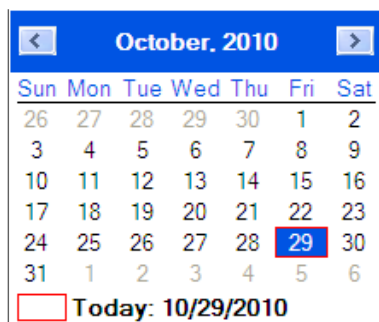 October, 2010
Sun Mon Tue Wed Thu Fri Sat
26 27 28 29 30 1 2
3 4 5 6 7 8 9
10 11 12 13 14 15 16
17 18 19 20 21 22 23
24 25 26 27 28 29 30
31 1 2 3 4 5 6
Today: 10/29/2010